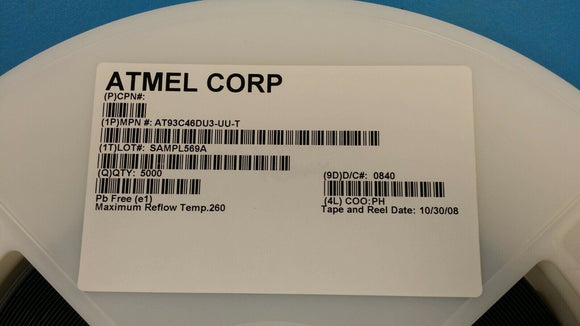 ATMEL CORP
(P)CPN#:
(1P)MPN #: AT93C46DU3-UU-T
(1T)LOT#: SAMPL569A
(Q)QTY: 5000 (9D)D/C#: 0840
Pb Free (e1) (4L) COO:PH
Maximum Reflow Temp.260 Tape and Reel Date: 10/30/08